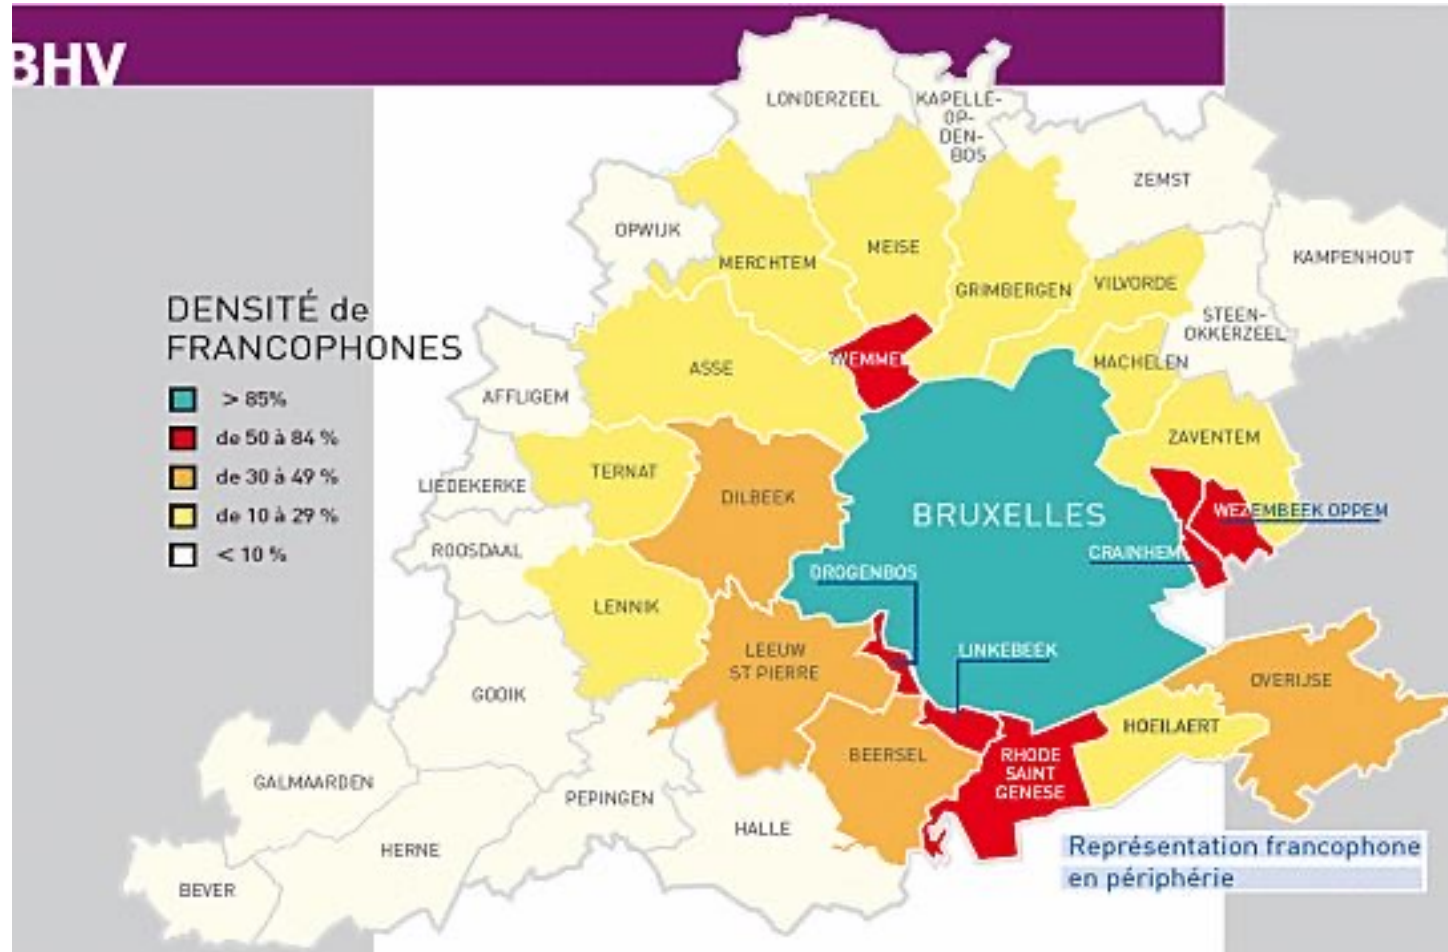 BHV
LONDERZEEL
KAPELLE-
OP-
DEN-
BOS
ZEMST
OPWIJK
MERCHTEM
MEISE
GRIMBERGEN
VILVORDE
KAMPENHOUT
STEEN-
OKKERZEEL
DENSITÉ de
FRANCOPHONES
> 85%
de 50 à 84 %
de 30 à 49 %
de 10 à 29 %
< 10 %
WEMMEL
MACHELEN
ASSE
AFFLIGEM
ZAVENTEM
TERNAT
LIEDEKERKE
DILBEEK
BRUXELLES
WEZEMBEEK OPPEM
ROOSDAAL
CRAINHEM
DROGENBOS
LENNIK
LEEUW
ST PIERRE
LINKEBEEK
OVERIJSE
GOOIK
HOEILAERT
BEERSEL
RHODE
SAINT
GENESE
GALMAARDEN
PEPINGEN
HALLE
HERNE
BEVER
Représentation francophone
en périphérie